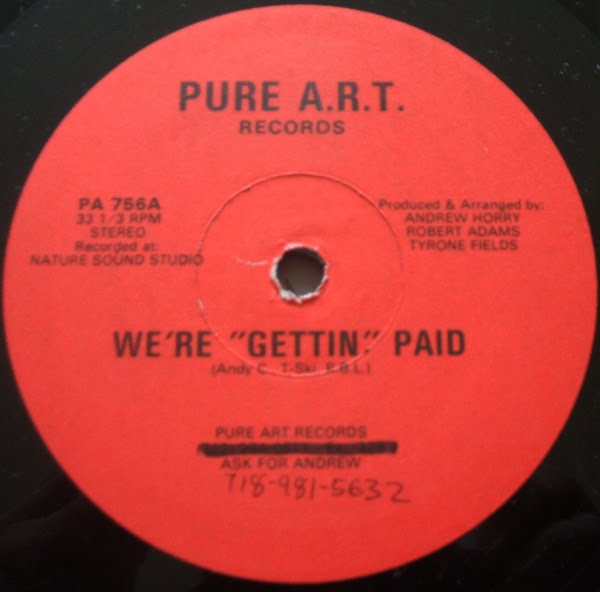 PURE A.R.T.
RECORDS
PA 756A
33 1/3 RPM
STEREO
Recorded at:
NATURE SOUND STUDIO
Produced & Arranged by:
ANDREW HORRY
ROBERT ADAMS
TYRONE FIELDS
WE'RE "GETTIN'" PAID
(Andy C. T-Ski, P.B.L.)
PURE ART RECORDS
ASK FOR ANDREW
718-981-5632